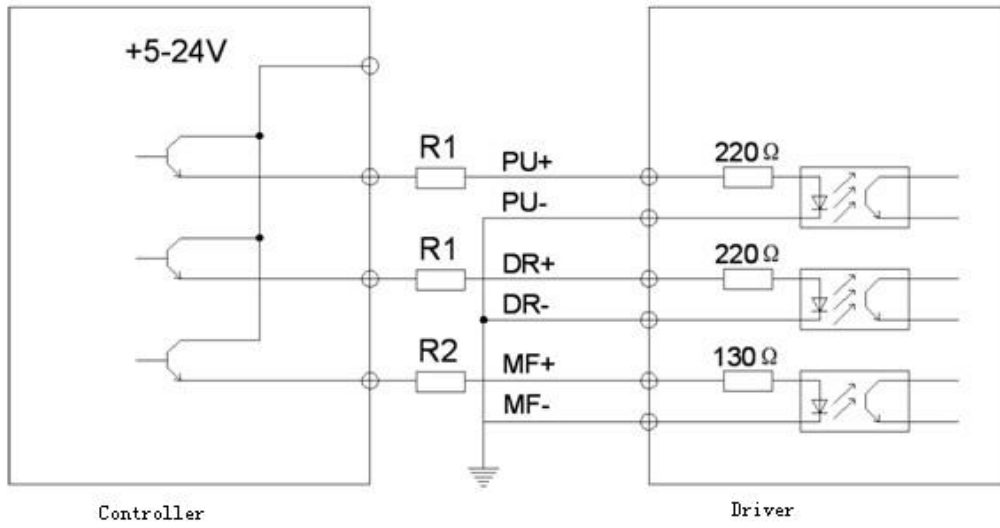 +5-24V
R1
PU+
220Ω
PU-
R1
DR+
220Ω
DR-
R2
MF+
130Ω
MF-
Controller
Driver